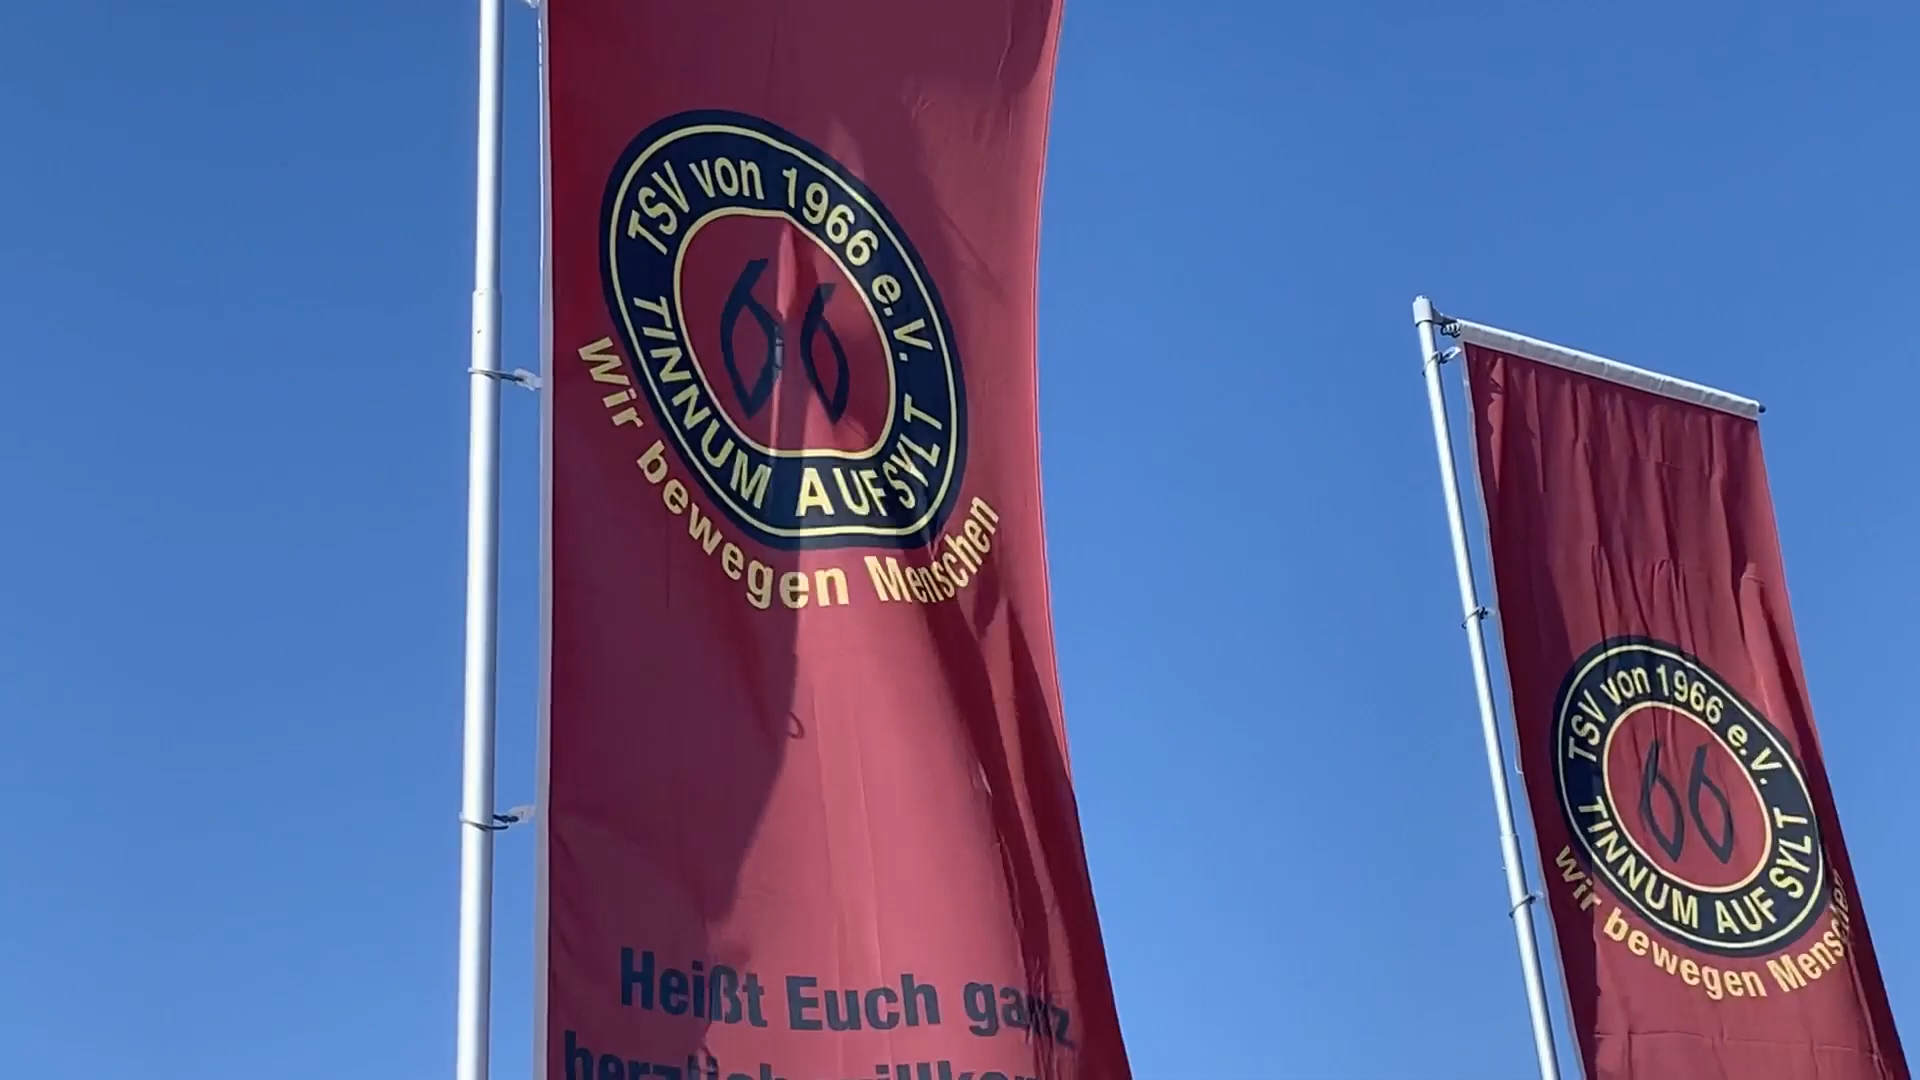 TSV von 1966 e.V.
66
TINNUM AUF SYLT
Wir bewegen Menschen
Heißt Euch ganz
herzlich
TSV von 1966 e.V.
66
TINNUM AUF SYLT
Wir bewegen Menschen